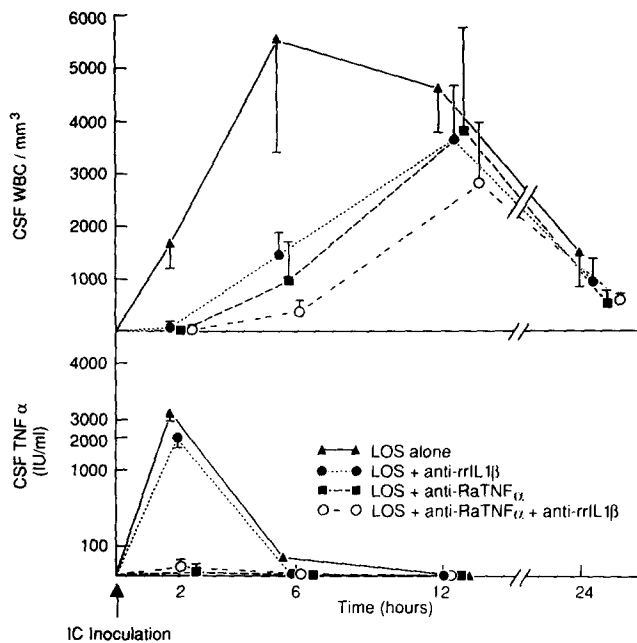 6000
5000
4000
3000
2000
1000
CSF WBC / mm³
4000
3000
2000
1000
100
CSF TNF α
(IU/ml)
LOS alone
LOS + anti-rrIL1β
LOS + anti-RaTNFα
LOS + anti-RaTNFα + anti-rrIL1β
2
6
12
24
Time (hours)
IC Inoculation